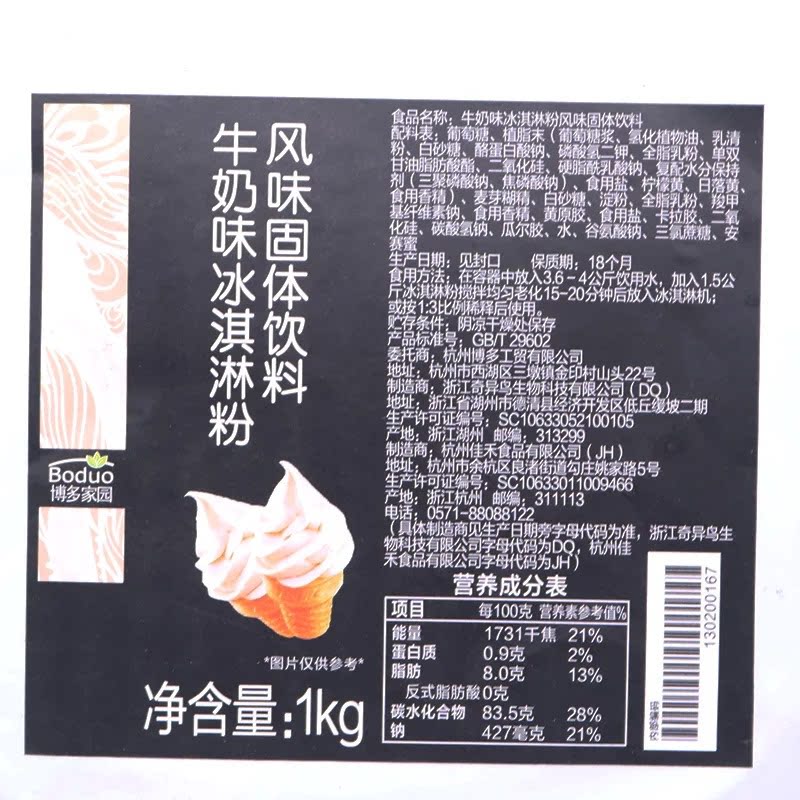 风味固体饮料
牛奶味冰淇淋粉
Boduo
博多家园
*图片仅供参考*
净含量:1kg
食品名称：牛奶味冰淇淋粉风味固体饮料
配料表：葡萄糖、植脂末（葡萄糖浆、氢化植物油、乳清
粉、白砂糖、酪蛋白酸钠、磷酸氢二钾、全脂乳粉、单双
甘油脂肪酸酯、二氧化硅、硬脂酰乳酸钠、复配水分保持
剂（三聚磷酸钠、焦磷酸钠）、食用盐、柠檬黄、日落黄、
食用香精）、麦芽糊精、白砂糖、淀粉、全脂乳粉、羧甲
基纤维素钠、食用香精、黄原胶、食用盐、卡拉胶、二氧
化硅、碳酸氢钠、瓜尔胶、水、谷氨酸钠、三氯蔗糖、安
赛蜜
生产日期：见封口 保质期：18个月
食用方法：在容器中放入3.6-4公斤饮用水，加入1.5公
斤冰淇淋粉搅拌均匀老化15-20分钟后放入冰淇淋机；
或按1:3比例稀释后使用。
贮存条件：阴凉干燥处保存
产品标准号：GB/T 29602
委托商：杭州博多工贸有限公司
地址：杭州市西湖区三墩镇金印村山头22号
制造商：浙江奇异鸟生物科技有限公司（DQ）
地址：浙江省湖州市德清县经济开发区低丘缓坡二期
生产许可证编号：SC10633052100105
产地：浙江湖州 邮编：313299
制造商：杭州佳禾食品有限公司（JH）
地址：杭州市余杭区良渚街道勾庄姚家路5号
生产许可证编号：SC10633011009466
产地：浙江杭州 邮编：311113
电话：0571-88088122
（具体制造商见生产日期旁字母代码为准，浙江奇异鸟生
物科技有限公司字母代码为DQ，杭州佳
禾食品有限公司字母代码为JH）
营养成分表
项目 每100克 营养素参考值%
能量 1731千焦 21%
蛋白质 0.9克 2%
脂肪 8.0克 13%
反式脂肪酸 0克
碳水化合物 83.5克 28%
钠 427毫克 21%
130200167
内部编码